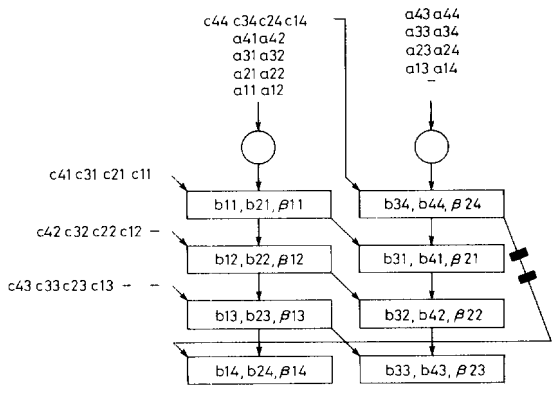 c44 c34 c24 c14
a41 a42
a31 a32
a21 a22
a11 a12
a43 a44
a33 a34
a23 a24
a13 a14
–
c41 c31 c21 c11
b11, b21, β11
b34, b44, β24
c42 c32 c22 c12 –
b12, b22, β12
b31, b41, β21
c43 c33 c23 c13 – –
b13, b23, β13
b32, b42, β22
b14, b24, β14
b33, b43, β23